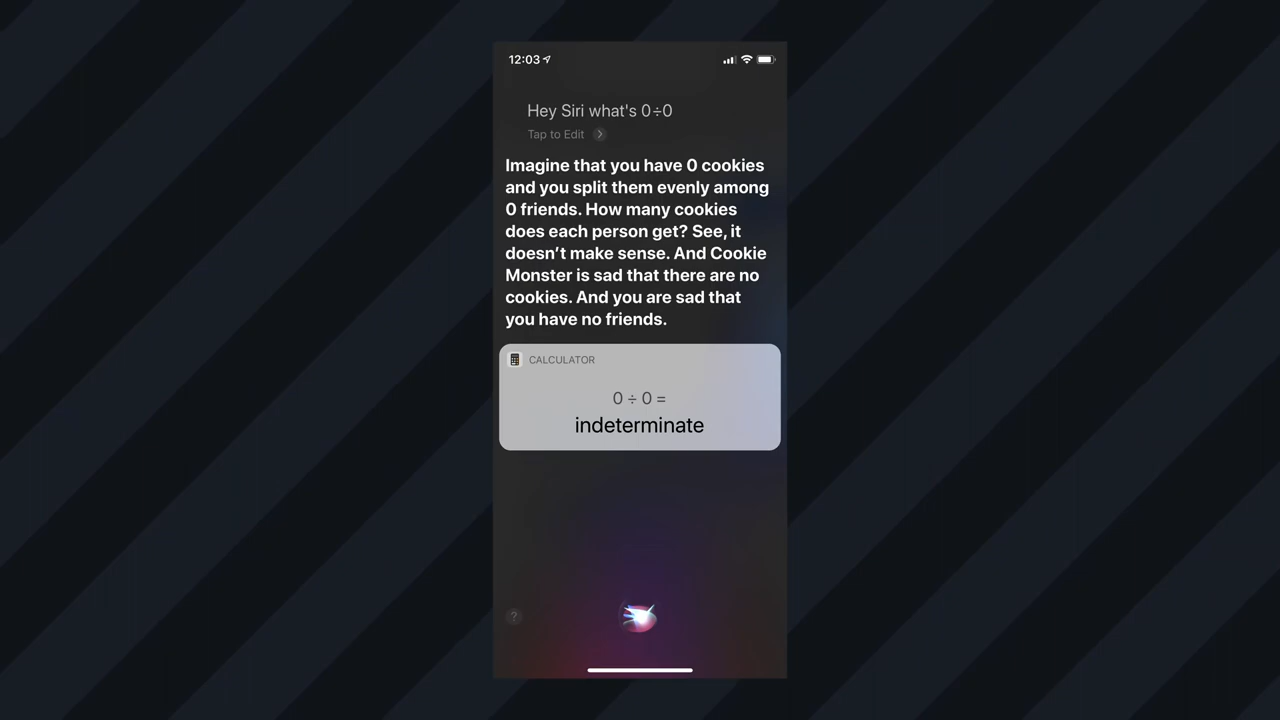 12:03
Hey Siri what's 0÷0
Tap to Edit
Imagine that you have 0 cookies
and you split them evenly among
0 friends. How many cookies
does each person get? See, it
doesn’t make sense. And Cookie
Monster is sad that there are no
cookies. And you are sad that
you have no friends.
CALCULATOR
0 ÷ 0 =
indeterminate
?